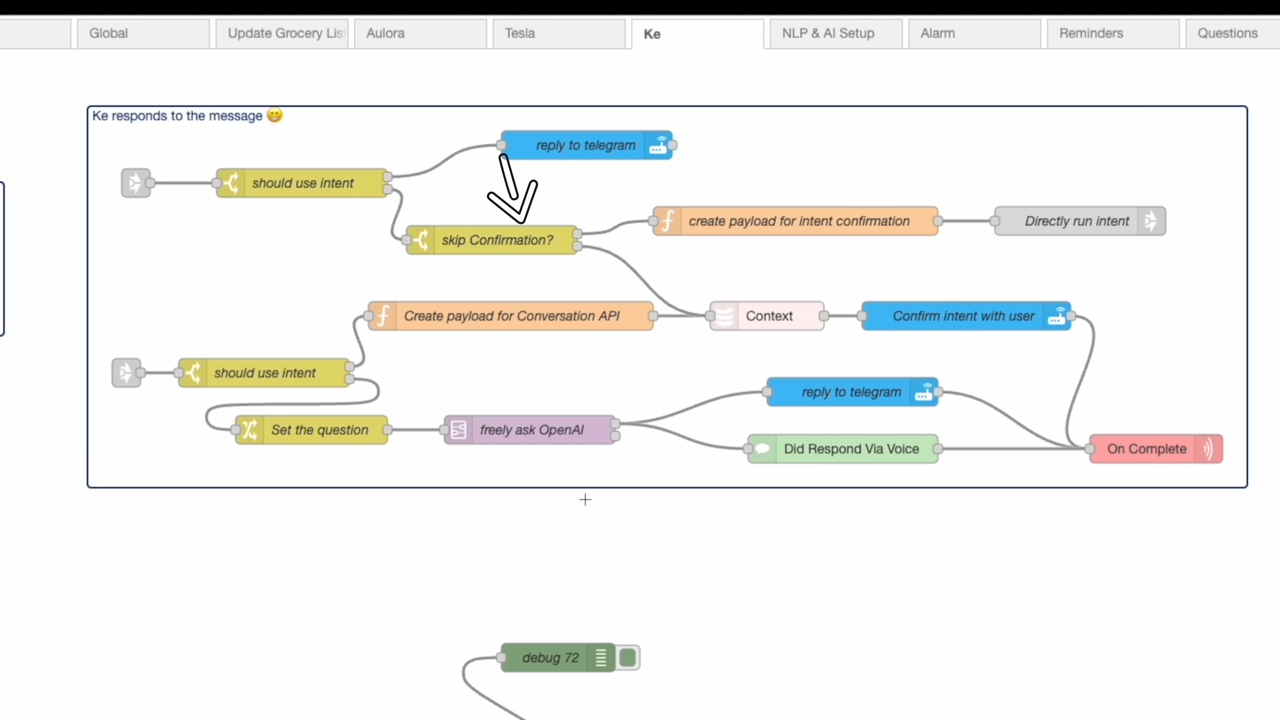 Global
Update Grocery Lis
Aulora
Tesla
Ke
NLP & AI Setup
Alarm
Reminders
Questions
Ke responds to the message 😁
reply to telegram
should use intent
create payload for intent confirmation
Directly run intent
skip Confirmation?
Create payload for Conversation API
Context
Confirm intent with user
should use intent
reply to telegram
Set the question
freely ask OpenAI
Did Respond Via Voice
On Complete
debug 72